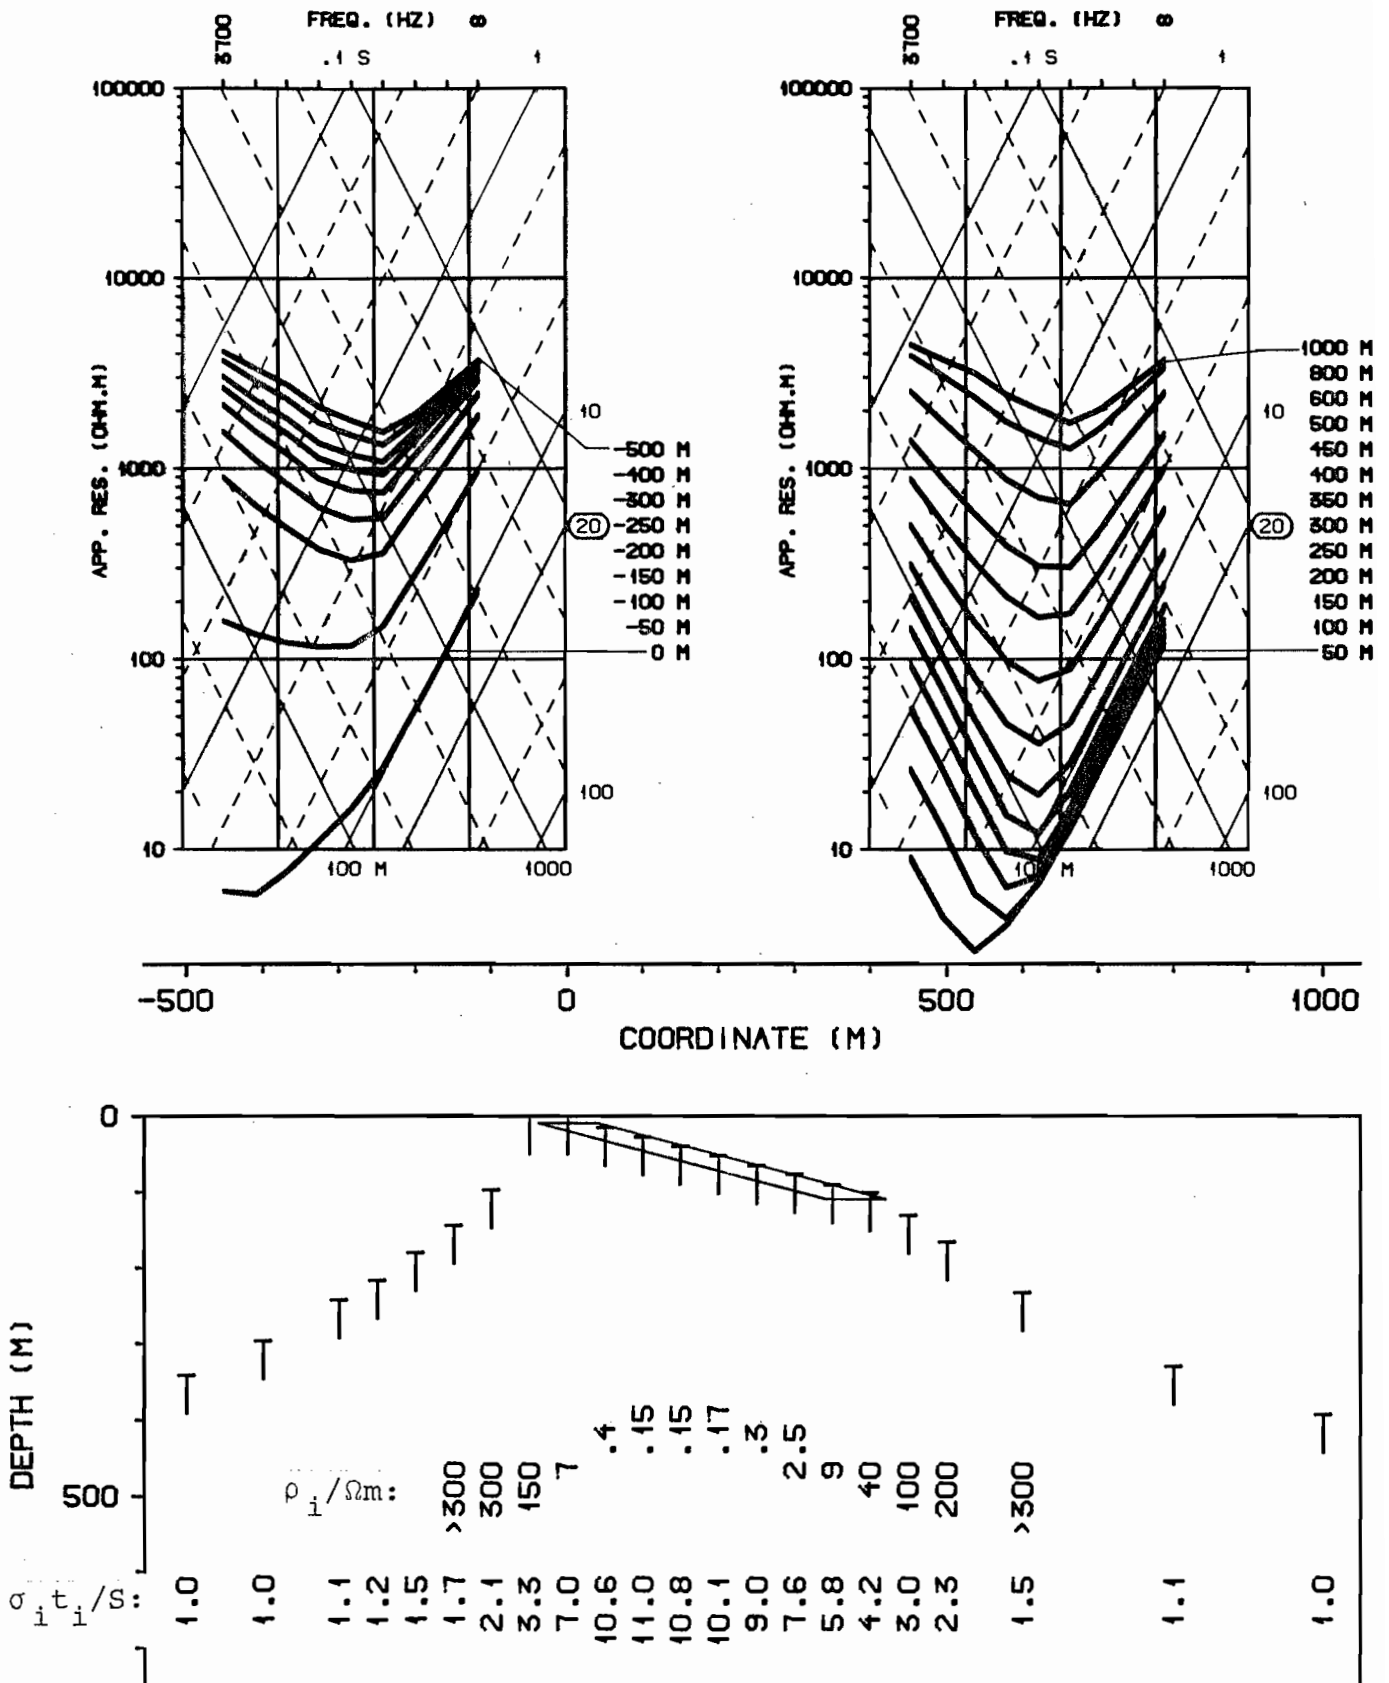 FREQ. (HZ) ∞
3700
.1 S
1
FREQ. (HZ) ∞
3700
.1 S
1
100000
10000
1000
100
10
APP. RES. (OHM.M)
10
20
100
100 M
1000
-500 M
-400 M
-300 M
-250 M
-200 M
-150 M
-100 M
-50 M
0 M
100000
10000
1000
100
10
APP. RES. (OHM.M)
10
20
100
10 M
1000
1000 M
800 M
600 M
500 M
450 M
400 M
350 M
300 M
250 M
200 M
150 M
100 M
50 M
-500 0 500 1000
COORDINATE (M)
0
500
DEPTH (M)
ρi/Ωm: >300 300 150 7 .4 .15 .15 .17 .3 2.5 9 40 100 200 >300
σiti/S: 1.0 1.0 1.1 1.2 1.5 1.7 2.1 3.3 7.0 10.6 11.0 10.8 10.1 9.0 7.6 5.8 4.2 3.0 2.3 1.5 1.1 1.0